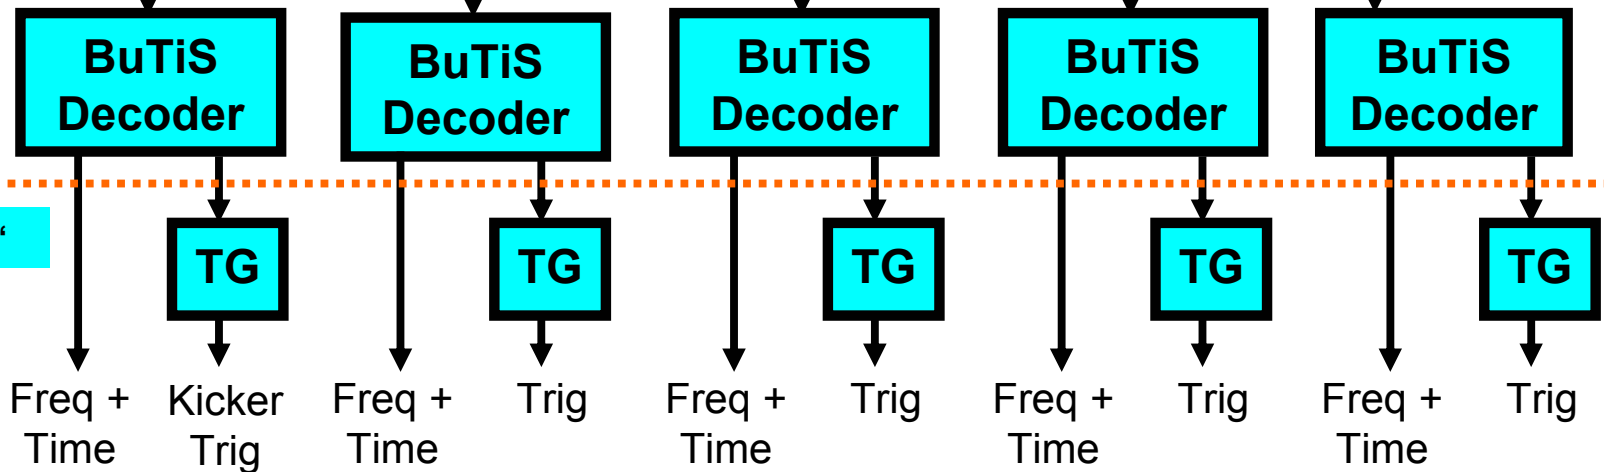 BuTiS
Decoder
BuTiS
Decoder
BuTiS
Decoder
BuTiS
Decoder
BuTiS
Decoder
“
TG
TG
TG
TG
TG
Freq +
Time
Kicker
Trig
Freq +
Time
Trig
Freq +
Time
Trig
Freq +
Time
Trig
Freq +
Time
Trig